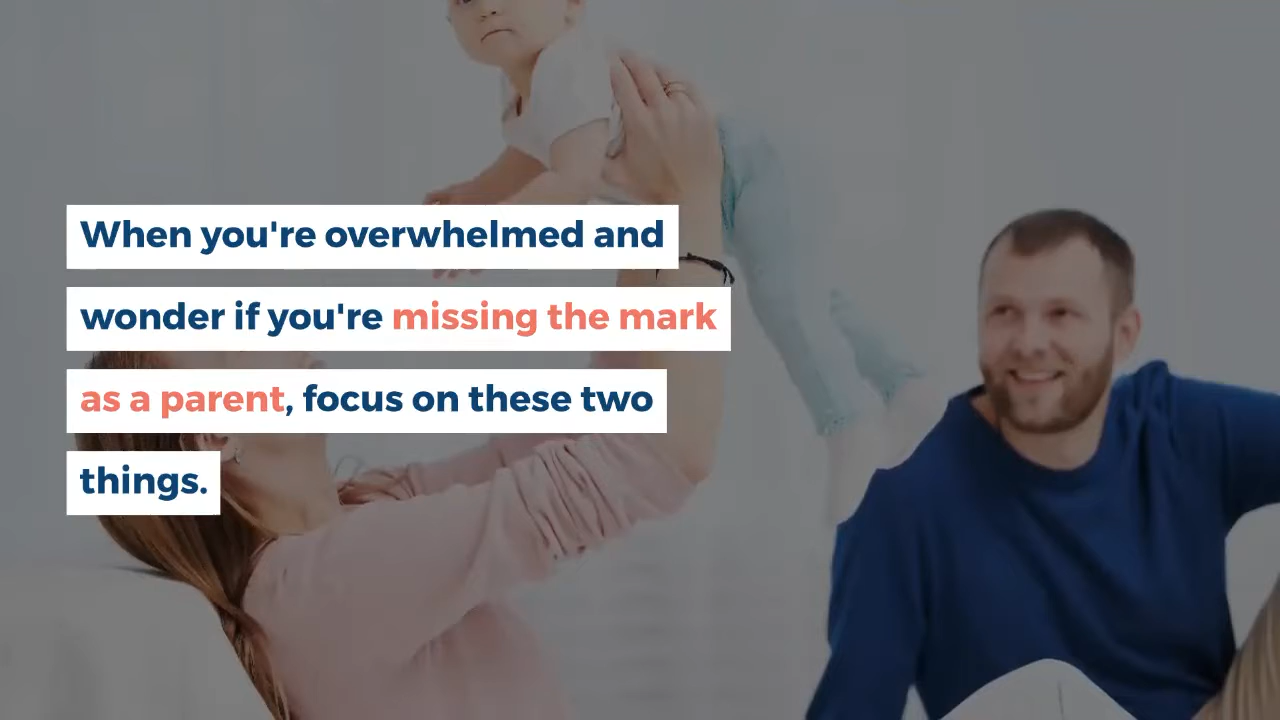 When you're overwhelmed and
wonder if you're missing the mark
as a parent, focus on these two
things.